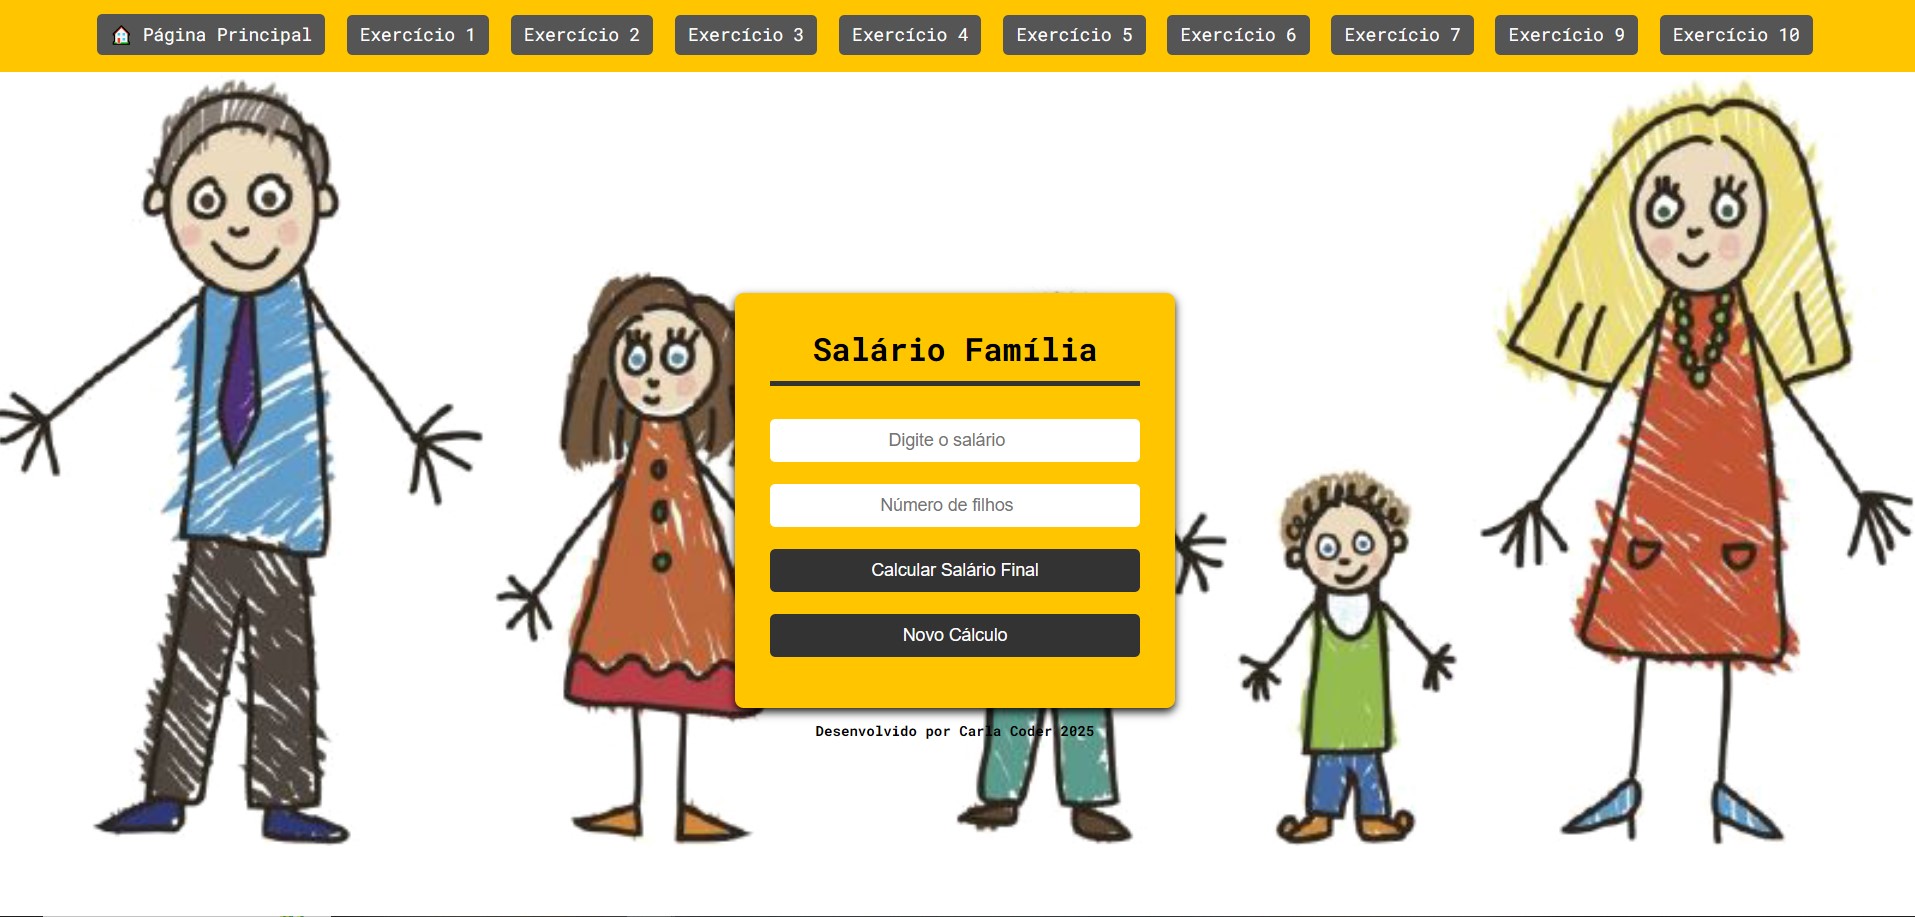 🏠 Página Principal
Exercício 1
Exercício 2
Exercício 3
Exercício 4
Exercício 5
Exercício 6
Exercício 7
Exercício 9
Exercício 10
Salário Família
Digite o salário
Número de filhos
Calcular Salário Final
Novo Cálculo
Desenvolvido por Carla Coder 2025